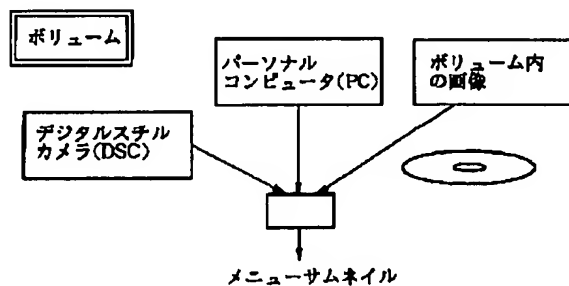 ボリューム
パーソナル
コンピュータ(PC)
ボリューム内
の画像
デジタルスチル
カメラ(DSC)
メニューサムネイル